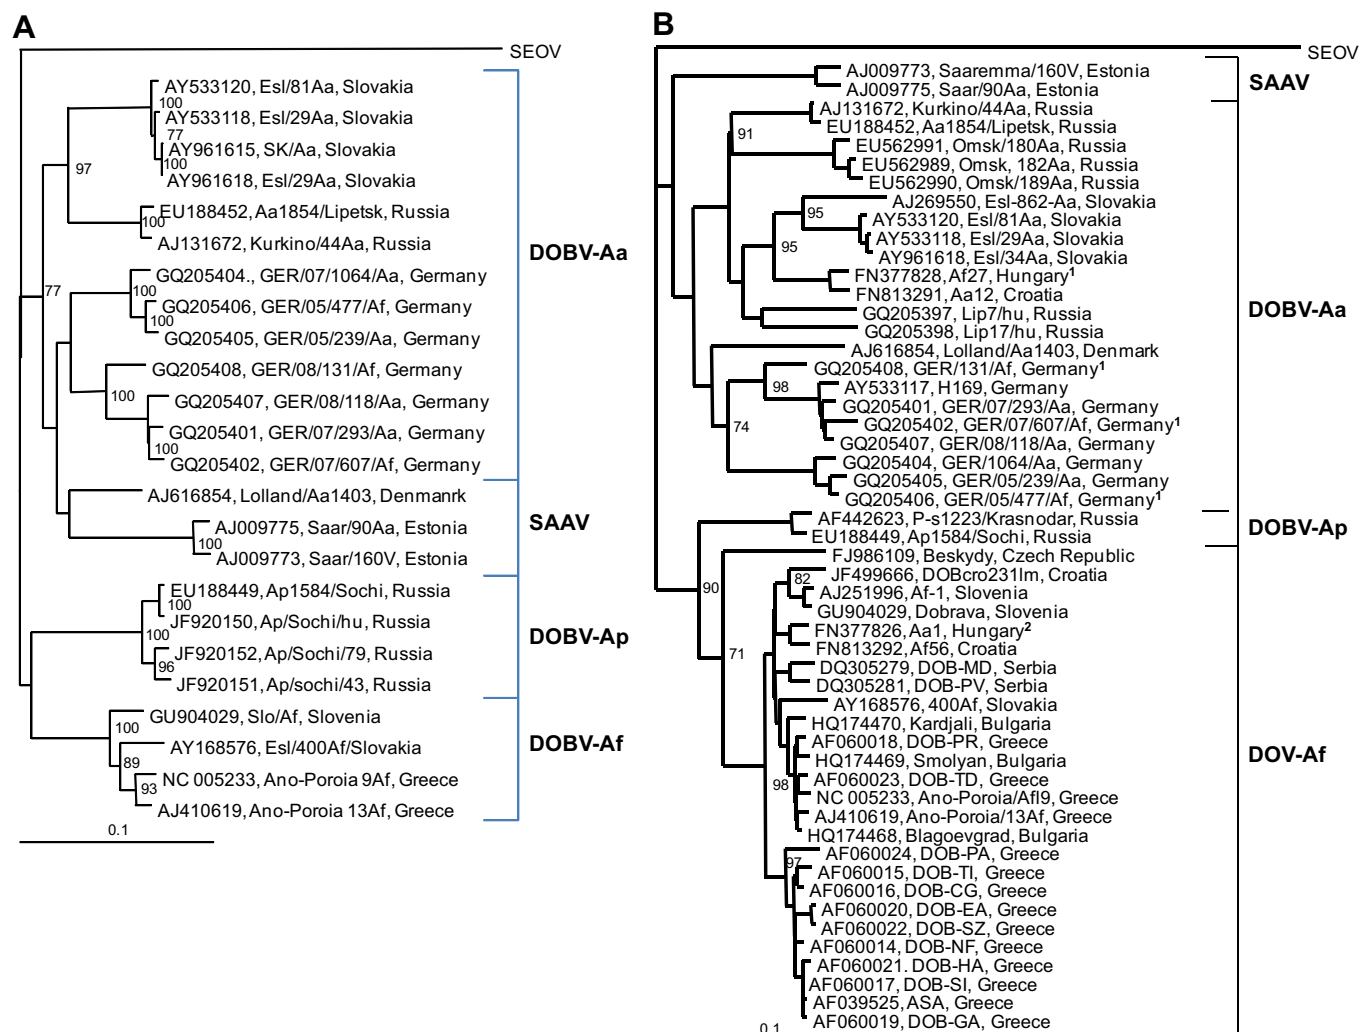 A
SEOV
AY533120, Esl/81Aa, Slovakia
100
AY533118, Esl/29Aa, Slovakia
77
AY961615, SK/Aa, Slovakia
100
AY961618, Esl/29Aa, Slovakia
97
EU188452, Aa1854/Lipetsk, Russia
100
AJ131672, Kurkino/44Aa, Russia
DOBV-Aa
GQ205404., GER/07/1064/Aa, Germany
77
100
GQ205406, GER/05/477/Af, Germany
100
GQ205405, GER/05/239/Aa, Germany
GQ205408, GER/08/131/Af, Germany
100
GQ205407, GER/08/118/Aa, Germany
GQ205401, GER/07/293/Aa, Germany
100
GQ205402, GER/07/607/Af, Germany
AJ616854, Lolland/Aa1403, Denmanrk
SAAV
AJ009775, Saar/90Aa, Estonia
100
AJ009773, Saar/160V, Estonia
EU188449, Ap1584/Sochi, Russia
100
JF920150, Ap/Sochi/hu, Russia
100
DOBV-Ap
JF920152, Ap/Sochi/79, Russia
96
JF920151, Ap/sochi/43, Russia
GU904029, Slo/Af, Slovenia
100
DOBV-Af
AY168576, Esl/400Af/Slovakia
89
NC 005233, Ano-Poroia 9Af, Greece
93
AJ410619, Ano-Poroia 13Af, Greece
0.1
B
SEOV
AJ009773, Saaremma/160V, Estonia
SAAV
AJ009775, Saar/90Aa, Estonia
AJ131672, Kurkino/44Aa, Russia
EU188452, Aa1854/Lipetsk, Russia
91
EU562991, Omsk/180Aa, Russia
EU562989, Omsk, 182Aa, Russia
EU562990, Omsk/189Aa, Russia
AJ269550, Esl-862-Aa, Slovakia
95
AY533120, Esl/81Aa, Slovakia
AY533118, Esl/29Aa, Slovakia
95
AY961618, Esl/34Aa, Slovakia
FN377828, Af27, Hungary1
FN813291, Aa12, Croatia
DOBV-Aa
GQ205397, Lip7/hu, Russia
GQ205398, Lip17/hu, Russia
AJ616854, Lolland/Aa1403, Denmark
GQ205408, GER/131/Af, Germany1
98
AY533117, H169, Germany
GQ205401, GER/07/293/Aa, Germany
GQ205402, GER/07/607/Af, Germany1
74
GQ205407, GER/08/118/Aa, Germany
GQ205404, GER/1064/Aa, Germany
GQ205405, GER/05/239/Aa, Germany
GQ205406, GER/05/477/Af, Germany1
AF442623, P-s1223/Krasnodar, Russia
DOBV-Ap
EU188449, Ap1584/Sochi, Russia
FJ986109, Beskydy, Czech Republic
90
82
JF499666, DOBcro231Im, Croatia
AJ251996, Af-1, Slovenia
GU904029, Dobrava, Slovenia
FN377826, Aa1, Hungary2
FN813292, Af56, Croatia
71
DQ305279, DOB-MD, Serbia
DQ305281, DOB-PV, Serbia
AY168576, 400Af, Slovakia
HQ174470, Kardjali, Bulgaria
AF060018, DOB-PR, Greece
DOV-Af
HQ174469, Smolyan, Bulgaria
AF060023, DOB-TD, Greece
98
NC 005233, Ano-Poroia/Afl9, Greece
AJ410619, Ano-Poroia/13Af, Greece
HQ174468, Blagoevgrad, Bulgaria
AF060024, DOB-PA, Greece
97
AF060015, DOB-TI, Greece
AF060016, DOB-CG, Greece
AF060020, DOB-EA, Greece
AF060022, DOB-SZ, Greece
AF060014, DOB-NF, Greece
AF060021. DOB-HA, Greece
AF060017, DOB-SI, Greece
AF039525, ASA, Greece
AF060019, DOB-GA, Greece
0.1